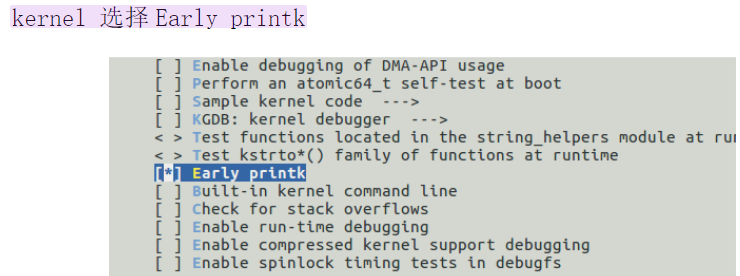 kernel 选择 Early printk
[ ] Enable debugging of DMA-API usage
[ ] Perform an atomic64_t self-test at boot
[ ] Sample kernel code  --->
[ ] KGDB: kernel debugger  --->
< > Test functions located in the string_helpers module at
< > Test kstrto*() family of functions at runtime
[*] Early printk
[ ] Built-in kernel command line
[ ] Check for stack overflows
[ ] Enable run-time debugging
[ ] Enable compressed kernel support debugging
[ ] Enable spinlock timing tests in debugfs